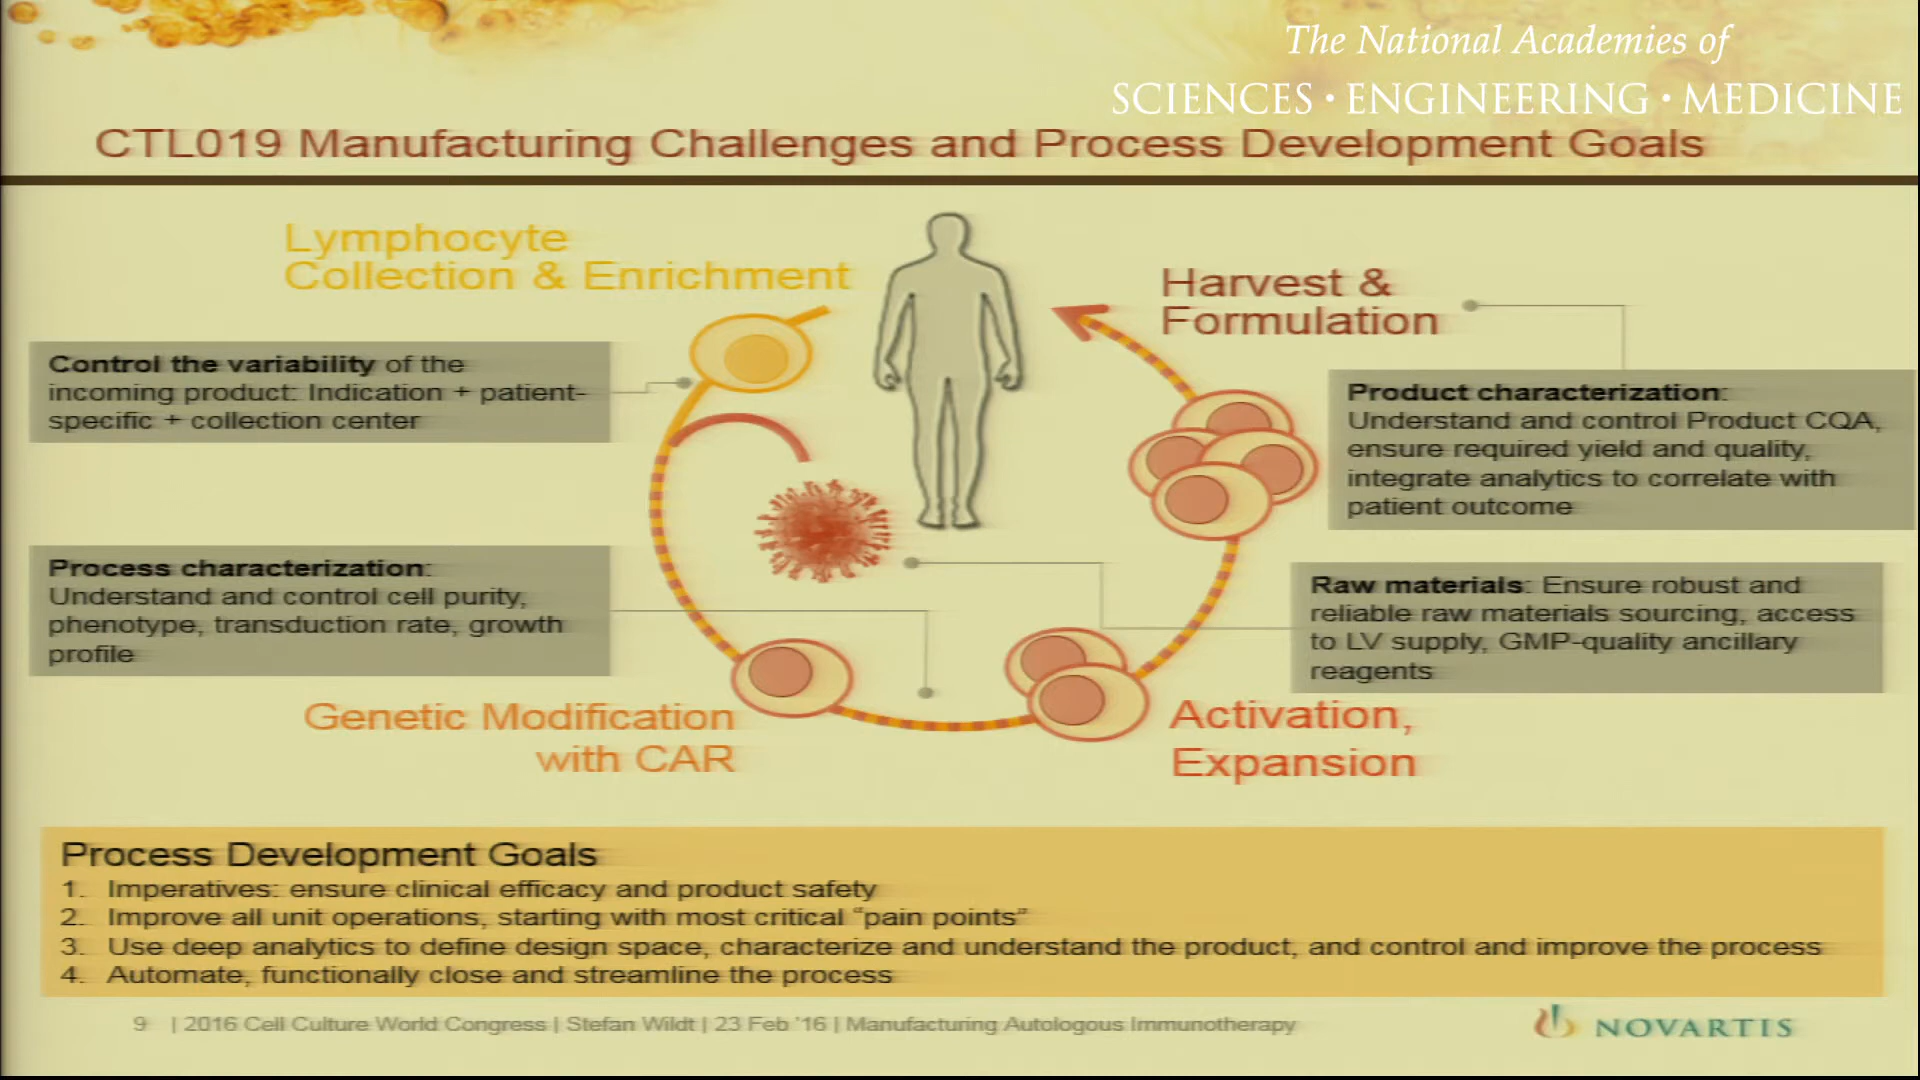 The National Academies of
SCIENCES • ENGINEERING • MEDICINE
CTL019 Manufacturing Challenges and Process Development Goals
Lymphocyte
Collection & Enrichment
Harvest &
Formulation
Control the variability of the
incoming product: Indication + patient-
specific + collection center
Product characterization:
Understand and control Product CQA,
ensure required yield and quality,
integrate analytics to correlate with
patient outcome
Process characterization:
Understand and control cell purity,
phenotype, transduction rate, growth
profile
Raw materials: Ensure robust and
reliable raw materials sourcing, access
to LV supply, GMP-quality ancillary
reagents
Genetic Modification
with CAR
Activation,
Expansion
Process Development Goals
1. Imperatives: ensure clinical efficacy and product safety
2. Improve all unit operations, starting with most critical “pain points”
3. Use deep analytics to define design space, characterize and understand the product, and control and improve the process
4. Automate, functionally close and streamline the process
9 | 2016 Cell Culture World Congress | Stefan Wildt | 23 Feb '16 | Manufacturing Autologous Immunotherapy
NOVARTIS